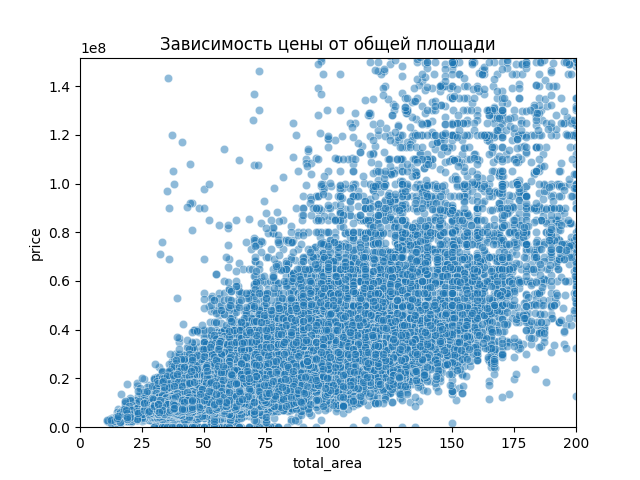 Зависимость цены от общей площади
1e8
1.4
1.2
1.0
0.8
0.6
0.4
0.2
0.0
price
0 25 50 75 100 125 150 175 200
total_area